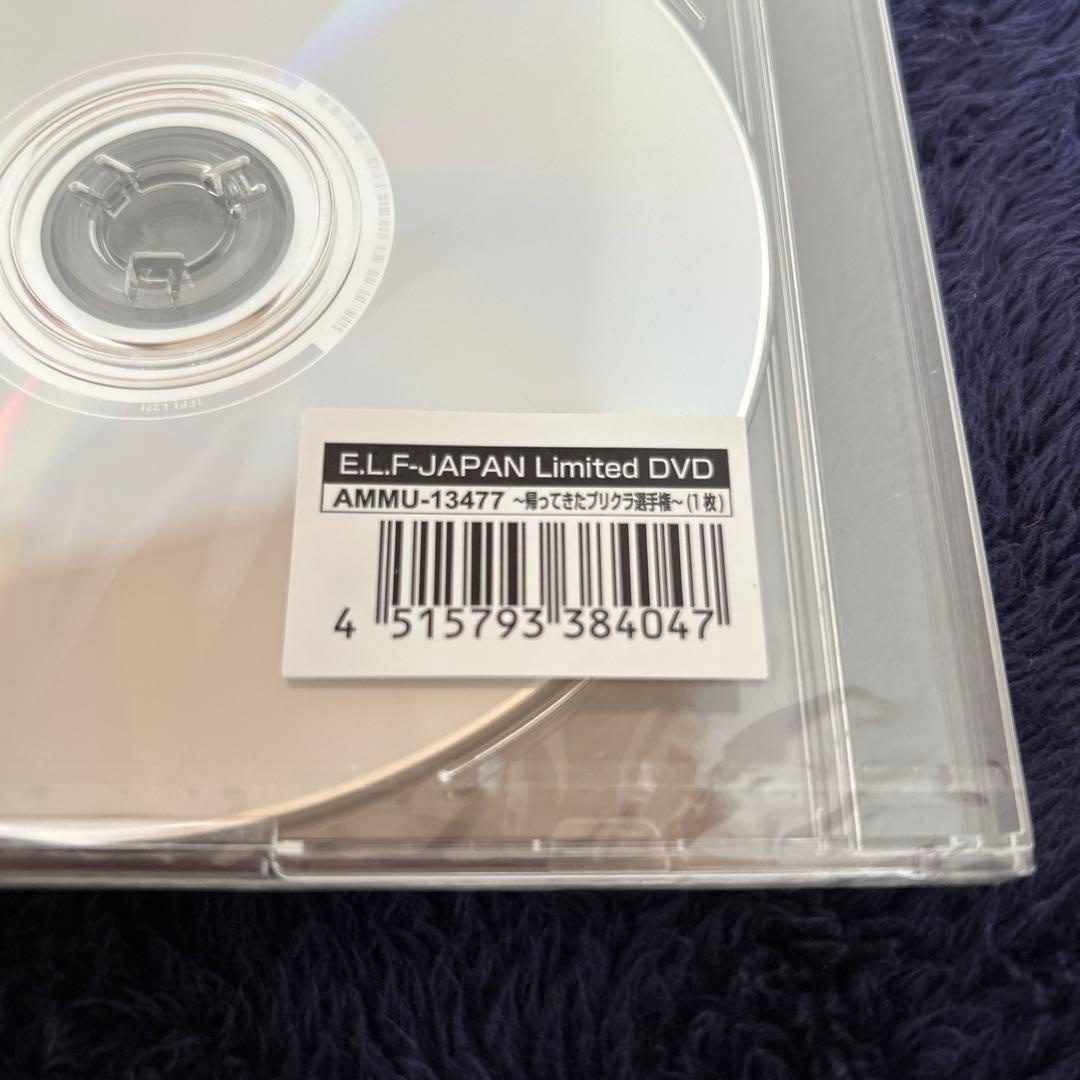 E.L.F-JAPAN Limited DVD
AMMU-13477 ~帰ってきたプリクラ選手権~(1枚)
4 515793 384047